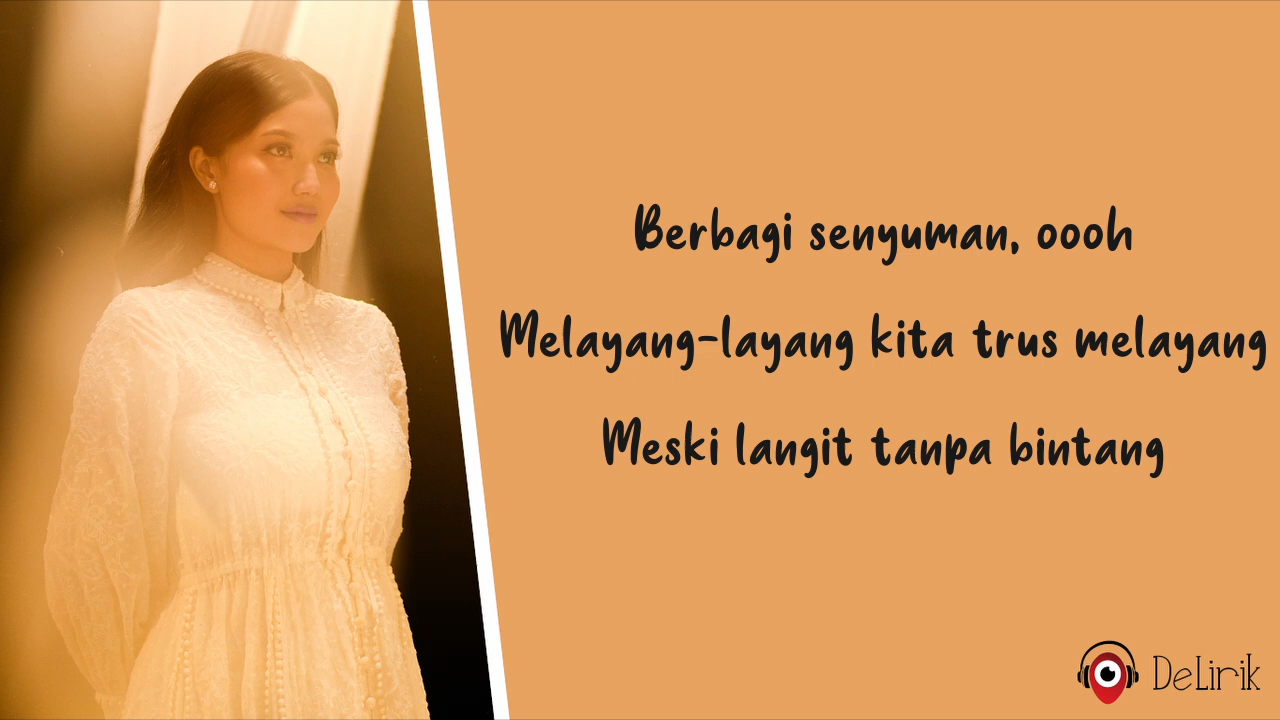 Berbagi senyuman, oooh
Melayang-layang kita trus melayang
Meski langit tanpa bintang
DeLirik